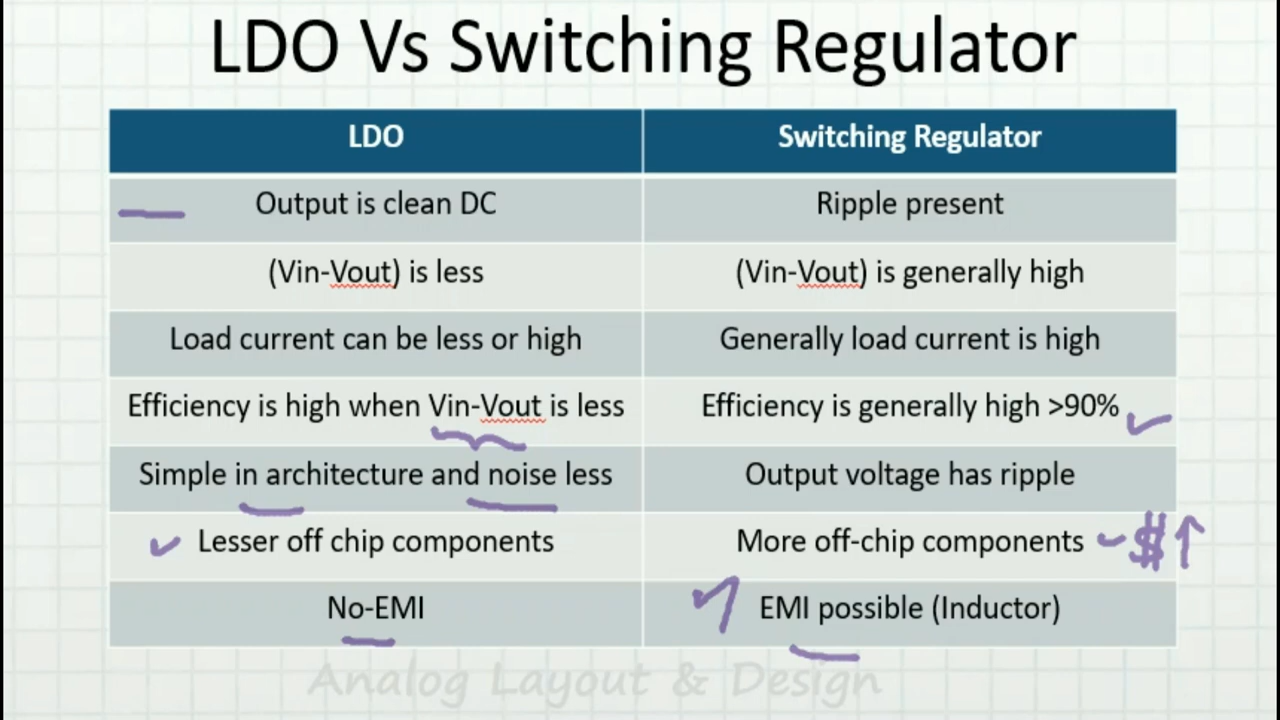 LDO Vs Switching Regulator
LDO Switching Regulator
Output is clean DC Ripple present
(Vin-Vout) is less (Vin-Vout) is generally high
Load current can be less or high Generally load current is high
Efficiency is high when Vin-Vout is less Efficiency is generally high >90%
Simple in architecture and noise less Output voltage has ripple
Lesser off chip components More off-chip components $↑
No-EMI EMI possible (Inductor)
Analog Layout & Design